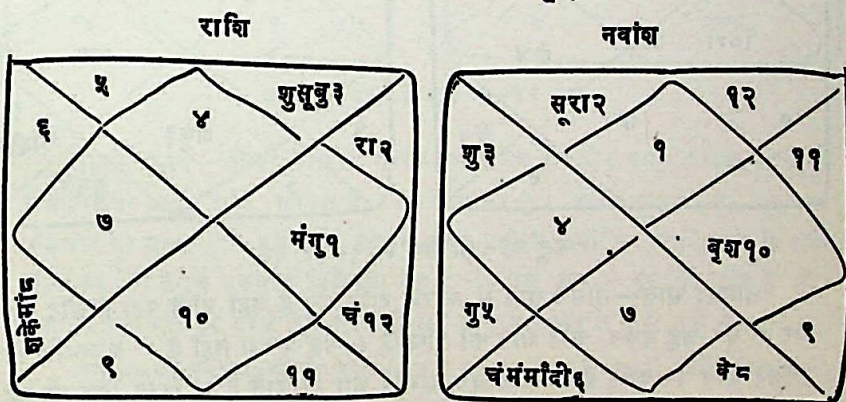 राशि
नवांश
५
४
शुसूबु३
६
रा२
७
मंगु१
१०
चं१२
९
११
सूरा२
१२
शु३
१
११
४
बृश१०
गु५
७
९
चंमंमांदी६
के८